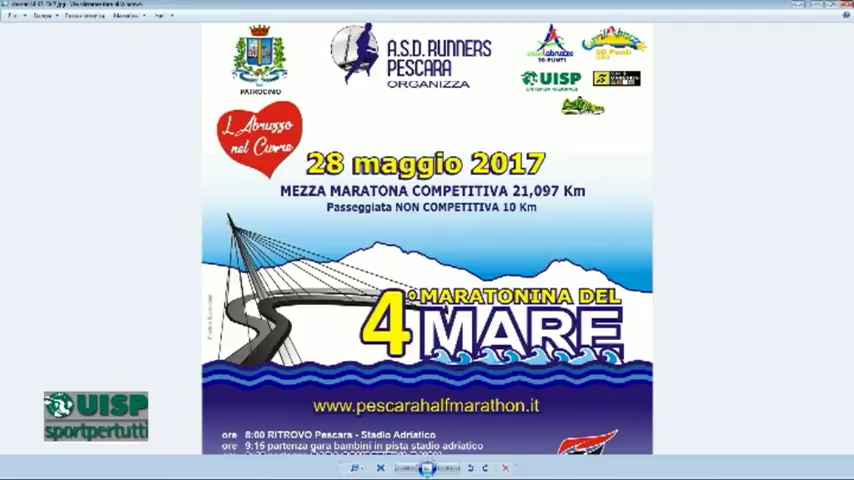 PATROCINIO
A.S.D. RUNNERS
PESCARA
ORGANIZZA
UISP
L'Abruzzo
nel Cuore
28 maggio 2017
MEZZA MARATONA COMPETITIVA 21,097 Km
Passeggiata NON COMPETITIVA 10 Km
4° MARATONINA DEL
MARE
www.pescarahalfmarathon.it
ore 8:00 RITROVO Pescara - Stadio Adriatico
ore 9:15 partenza gara bambini in pista stadio adriatico
UISP
sportpertutti